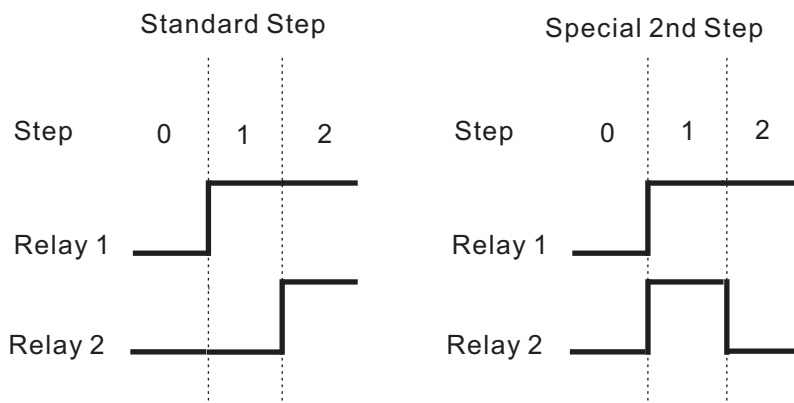 Standard Step
Step 0 1 2
Relay 1
Relay 2
Special 2nd Step
Step 0 1 2
Relay 1
Relay 2